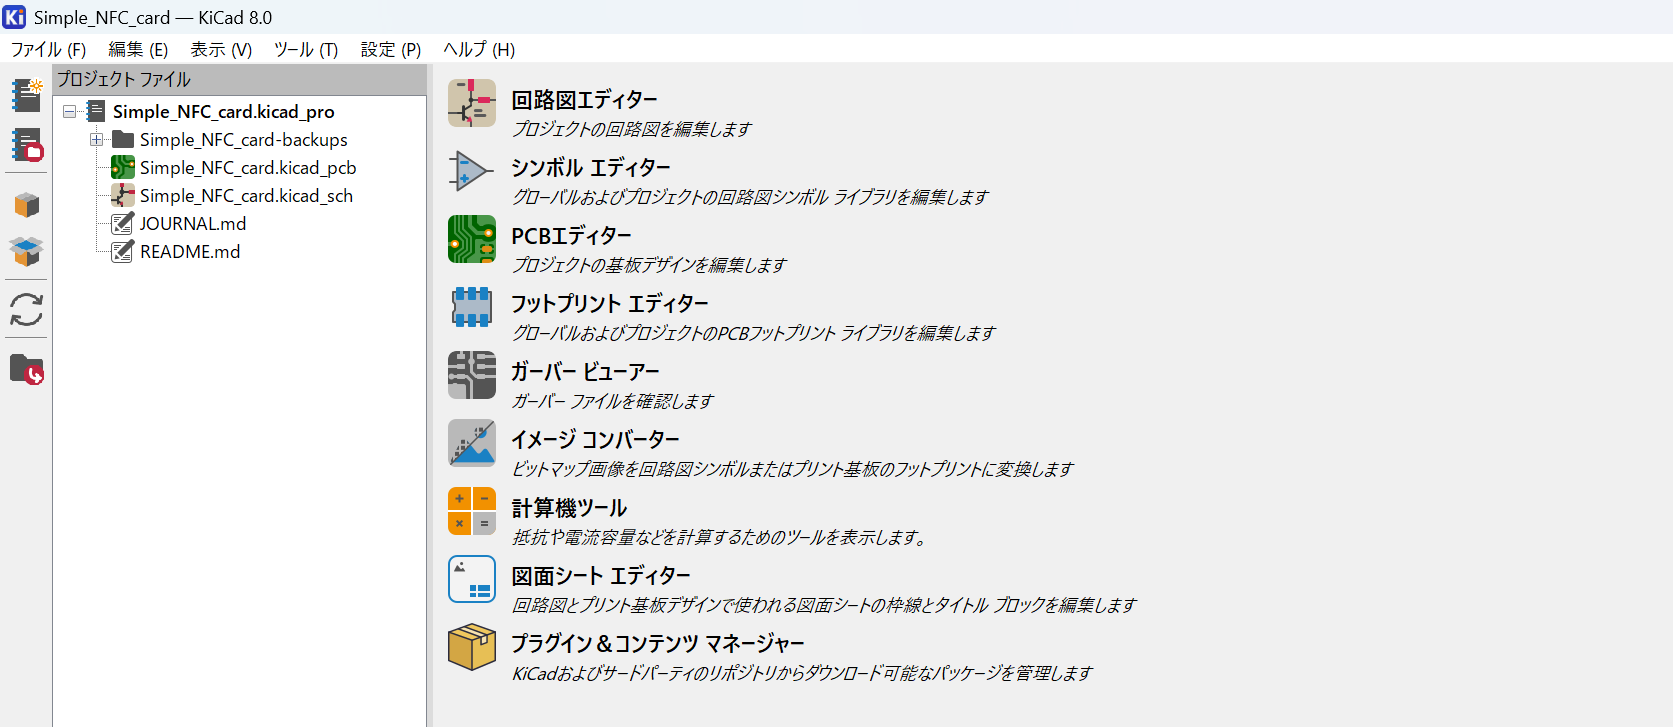 Simple_NFC_card — KiCad 8.0
ファイル (F) 編集 (E) 表示 (V) ツール (T) 設定 (P) ヘルプ (H)
プロジェクト ファイル
Simple_NFC_card.kicad_pro
Simple_NFC_card-backups
Simple_NFC_card.kicad_pcb
Simple_NFC_card.kicad_sch
JOURNAL.md
README.md
回路図エディター
プロジェクトの回路図を編集します
シンボル エディター
グローバルおよびプロジェクトの回路図シンボル ライブラリを編集します
PCBエディター
プロジェクトの基板デザインを編集します
フットプリント エディター
グローバルおよびプロジェクトのPCBフットプリント ライブラリを編集します
ガーバー ビューアー
ガーバー ファイルを確認します
イメージ コンバーター
ビットマップ画像を回路図シンボルまたはプリント基板のフットプリントに変換します
計算機ツール
抵抗や電流容量などを計算するためのツールを表示します。
図面シート エディター
回路図とプリント基板デザインで使われる図面シートの枠線とタイトル ブロックを編集します
プラグイン＆コンテンツ マネージャー
KiCadおよびサードパーティのリポジトリからダウンロード可能なパッケージを管理します